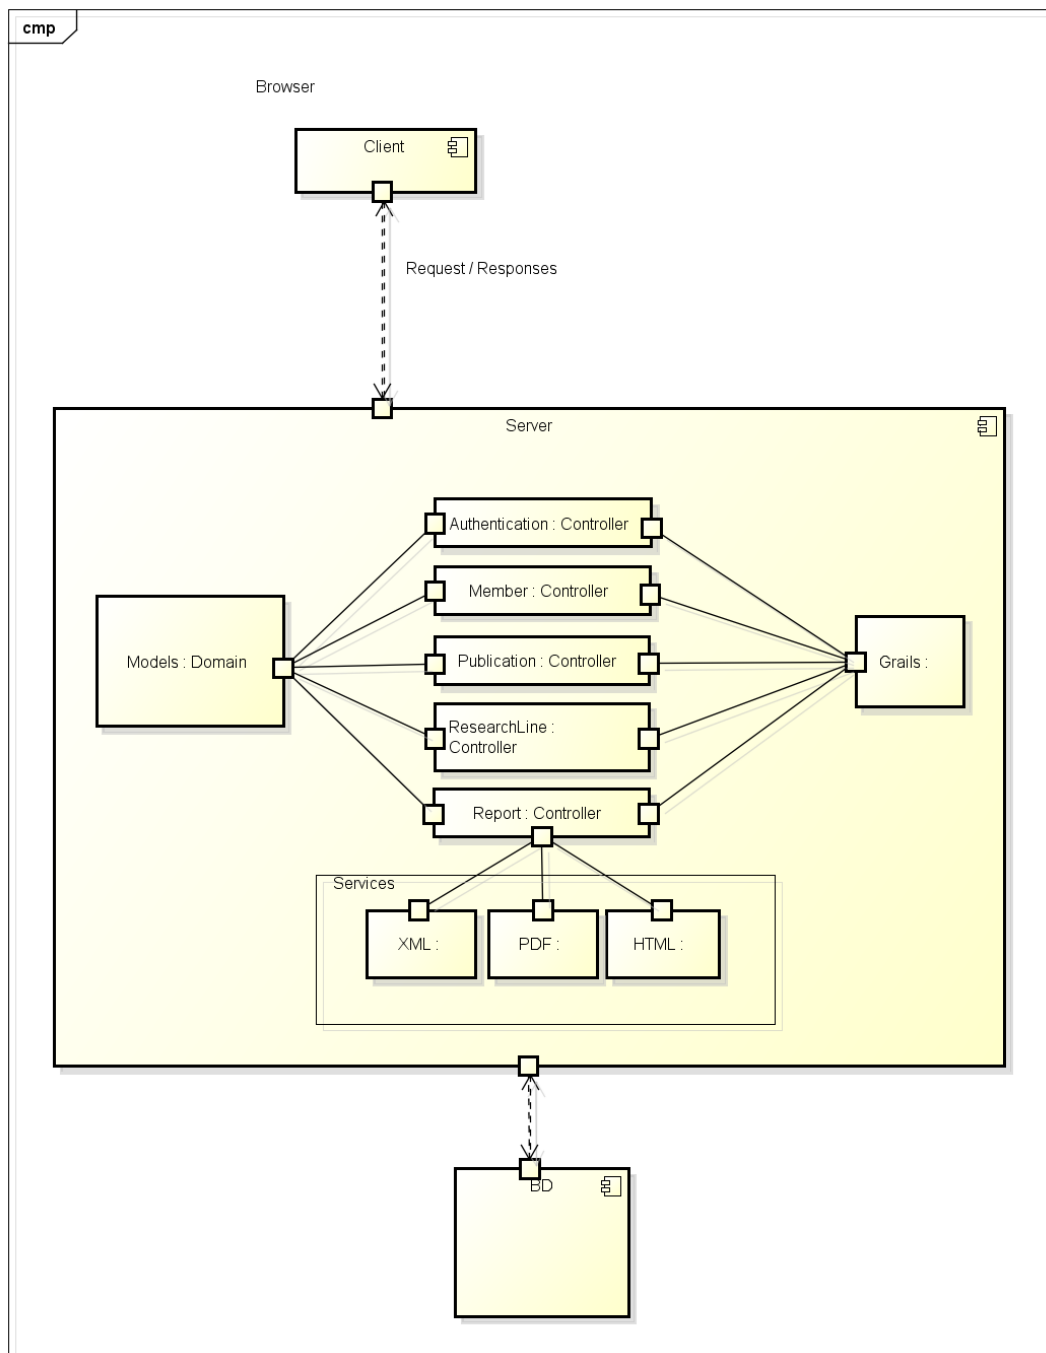 cmp
Browser
Client
Request / Responses
Server
Authentication : Controller
Member : Controller
Models : Domain
Publication : Controller
Grails :
ResearchLine :
Controller
Report : Controller
Services
XML :
PDF :
HTML :
BD